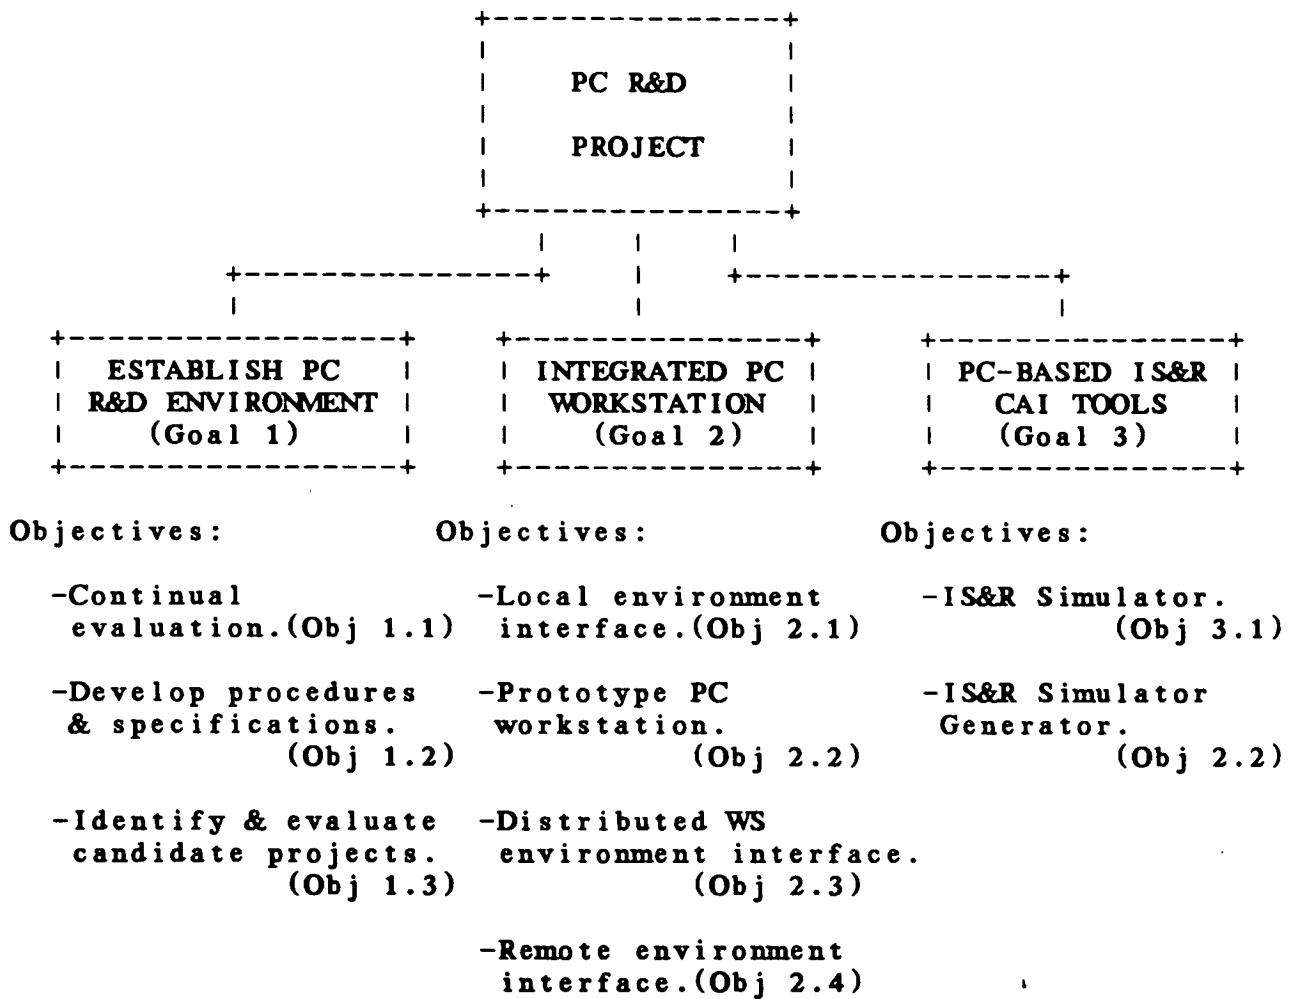 PC R&D
PROJECT
ESTABLISH PC
R&D ENVIRONMENT
(Goal 1)
INTEGRATED PC
WORKSTATION
(Goal 2)
PC-BASED IS&R
CAI TOOLS
(Goal 3)
Objectives:
-Continual
evaluation.(Obj 1.1)
-Develop procedures
& specifications.
(Obj 1.2)
-Identify & evaluate
candidate projects.
(Obj 1.3)
Objectives:
-Local environment
interface.(Obj 2.1)
-Prototype PC
workstation.
(Obj 2.2)
-Distributed WS
environment interface.
(Obj 2.3)
-Remote environment
interface.(Obj 2.4)
Objectives:
-IS&R Simulator.
(Obj 3.1)
-IS&R Simulator
Generator.
(Obj 2.2)